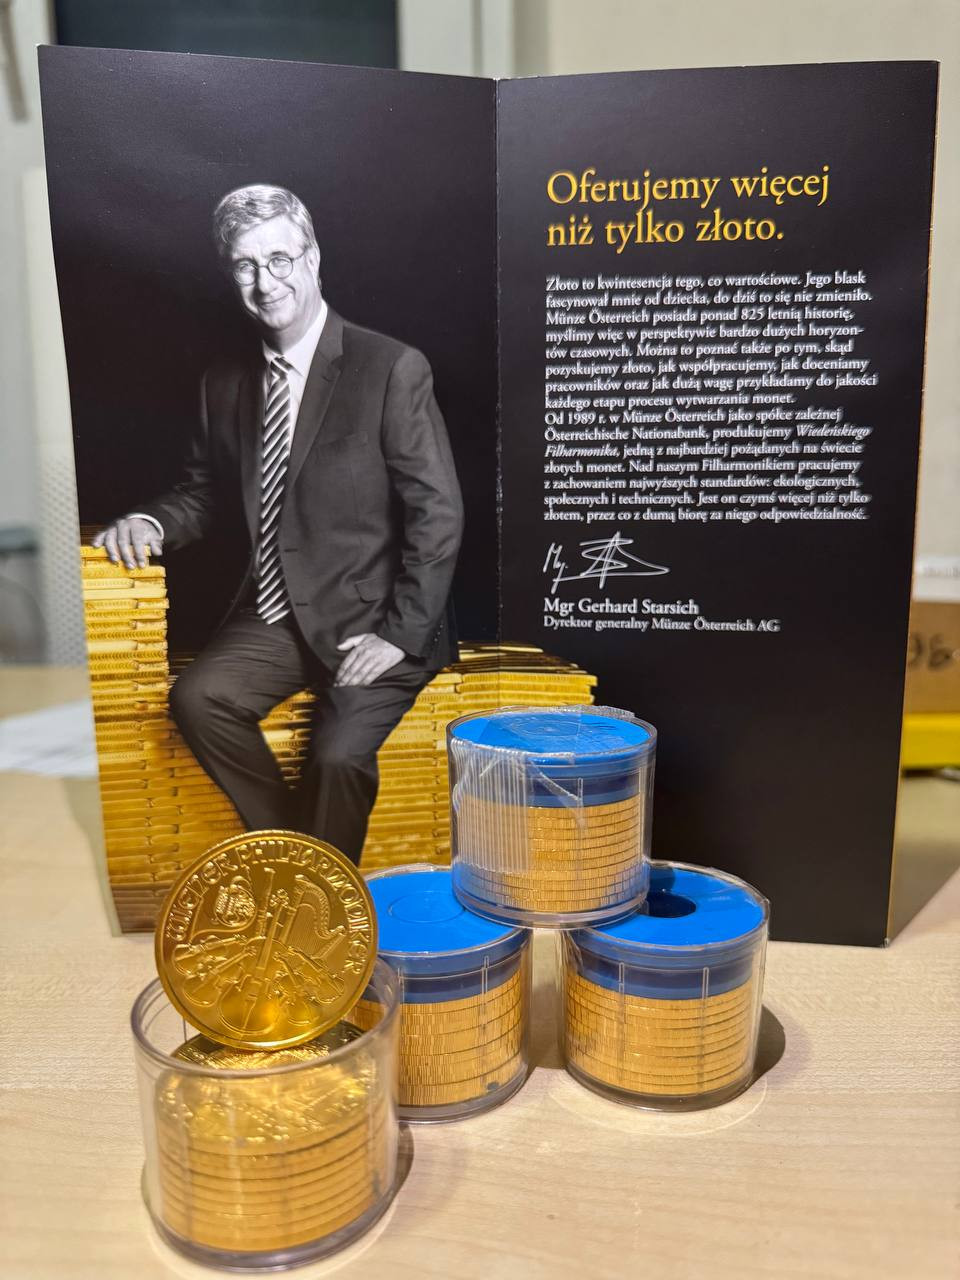 Oferujemy więcej
niż tylko złoto.
Złoto to kwintesencja tego, co wartościowe. Jego blask
fascynował mnie od dziecka, do dziś to się nie zmieniło.
Münze Österreich posiada ponad 825 letnią historię,
myślimy więc w perspektywie bardzo dużych horyzon-
tów czasowych. Można to poznać także po tym, skąd
pozyskujemy złoto, jak współpracujemy, jak doceniamy
pracowników oraz jak dużą wagę przykładamy do jakości
każdego etapu procesu wytwarzania monet.
Od 1989 r. w Münze Österreich jako spółce zależnej
Österreichische Nationabank, produkujemy Wiedeńskiego
Filharmonika, jedną z najbardziej pożądanych na świecie
złotych monet. Nad naszym Filharmonikiem pracujemy
z zachowaniem najwyższych standardów: ekologicznych,
społecznych i technicznych. Jest on czymś więcej niż tylko
złotem, przez co z dumą biorę za niego odpowiedzialność.
Mgr Gerhard Starsich
Dyrektor generalny Münze Österreich AG
WIENER PHILHARMONIKER